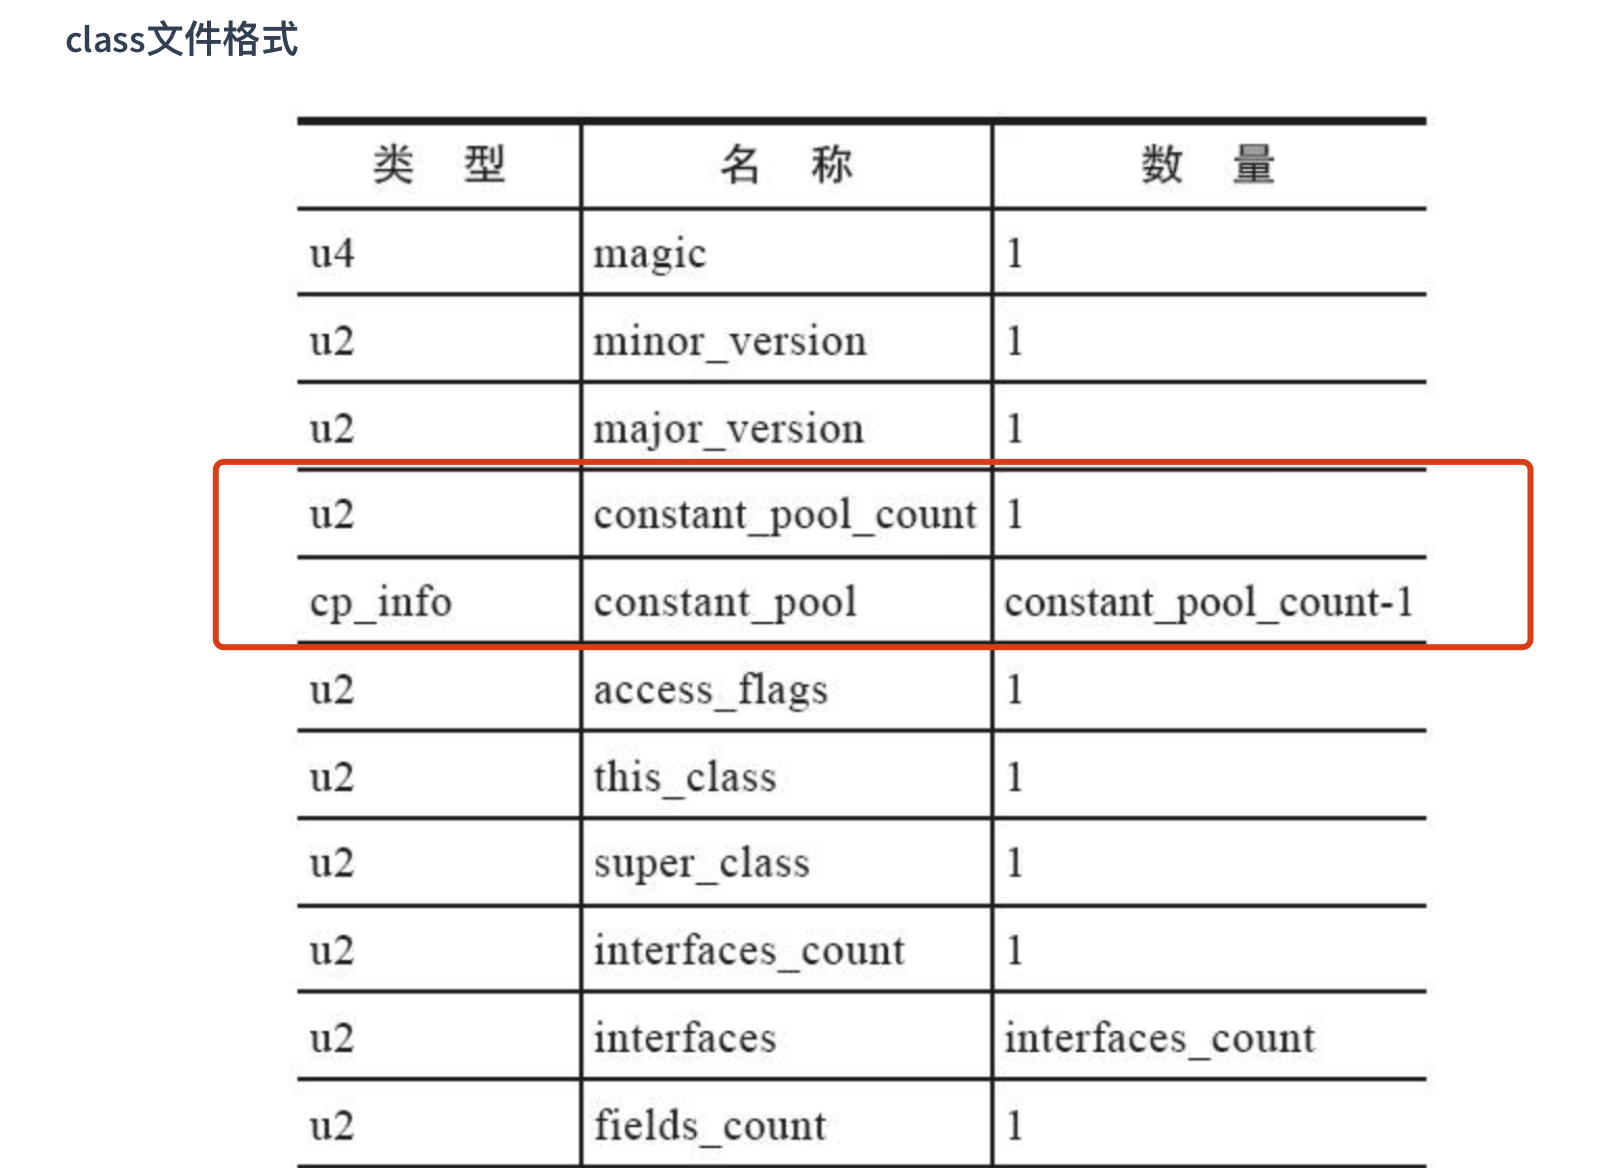 class文件格式
类 型 名 称 数 量
u4 magic 1
u2 minor_version 1
u2 major_version 1
u2 constant_pool_count 1
cp_info constant_pool constant_pool_count-1
u2 access_flags 1
u2 this_class 1
u2 super_class 1
u2 interfaces_count 1
u2 interfaces interfaces_count
u2 fields_count 1